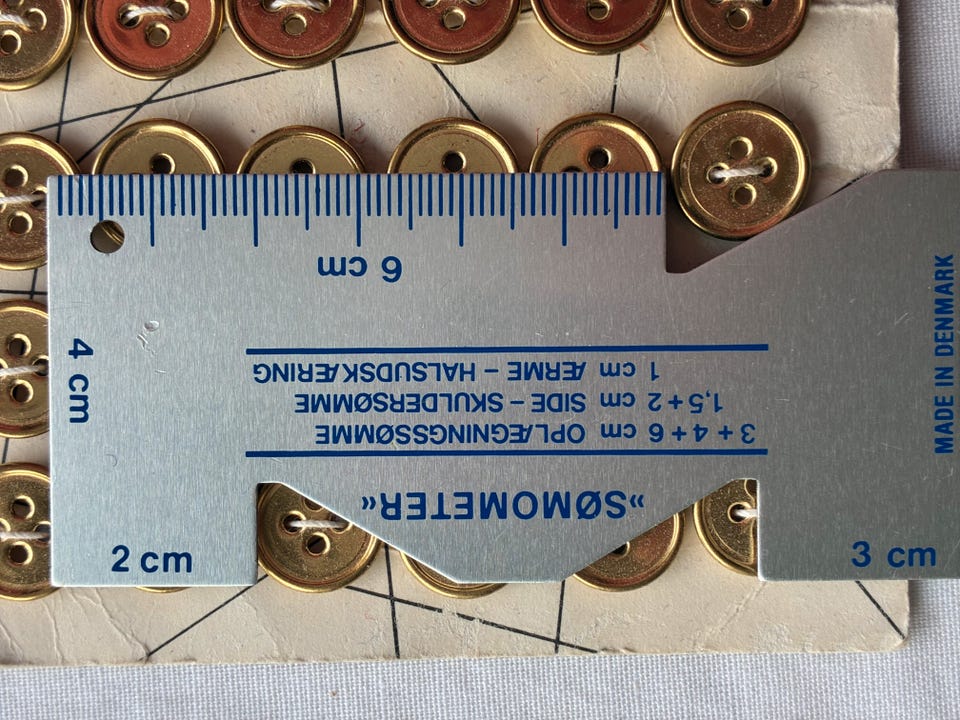 6 cm
4 cm
»SØMOMETER«
3 + 4 + 6 cm OPLÆGNINGSSØMME
1,5 + 2 cm SIDE – SKULDERSØMME
1 cm ÆRME – HALSUDSKÆRING
2 cm
3 cm
MADE IN DENMARK